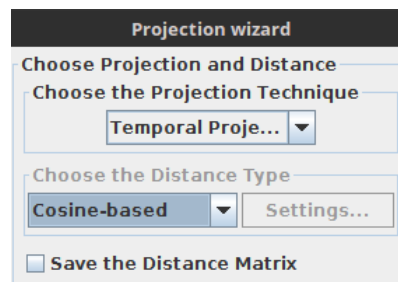 Projection wizard
Choose Projection and Distance
Choose the Projection Technique
Temporal Proje...
Choose the Distance Type
Cosine-based Settings...
Save the Distance Matrix